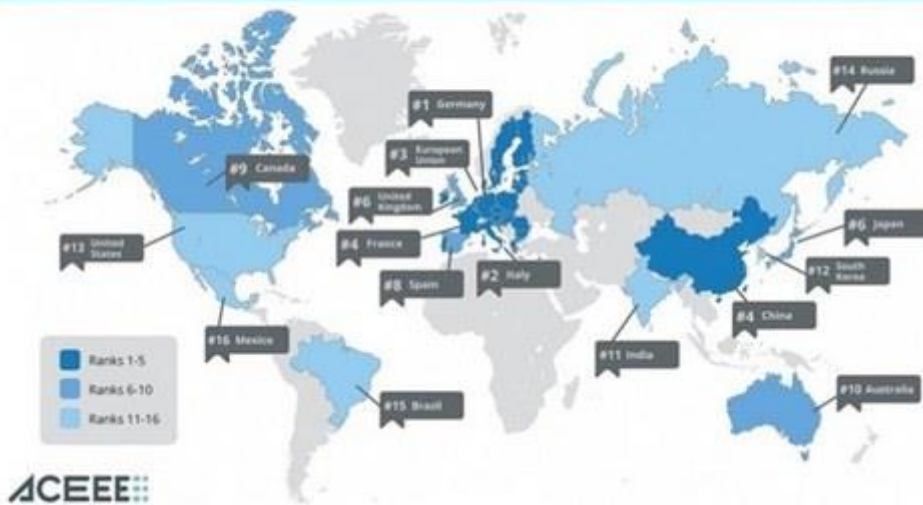 #14 Russia
#1 Germany
#3 European
Union
#9 Canada
#6 United
Kingdom
#6 Japan
#13 United
States
#4 France
#12 South
Korea
#8 Spain
#2 Italy
#4 China
#16 Mexico
#11 India
Ranks 1-5
Ranks 6-10
Ranks 11-16
#15 Brazil
#10 Australia
ACEEE